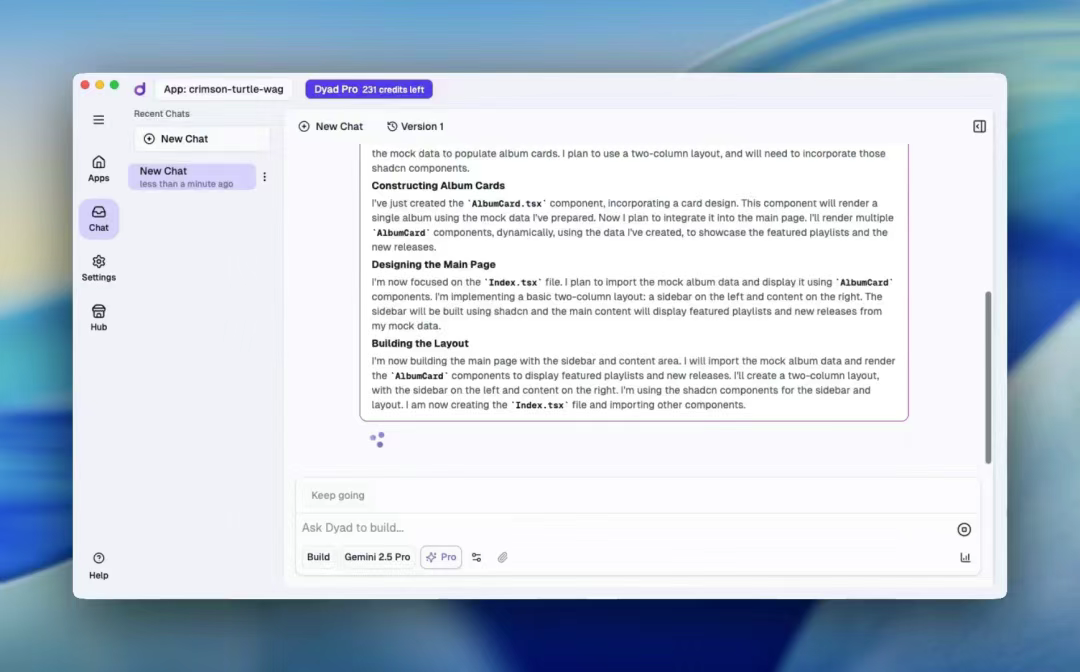 App: crimson-turtle-wag
Dyad Pro 231 credits left
Recent Chats
New Chat
New Chat
less than a minute ago
Apps
Chat
Settings
Hub
Help
New Chat
Version 1
the mock data to populate album cards. I plan to use a two-column layout, and will need to incorporate those
shadcn components.
Constructing Album Cards
I've just created the `AlbumCard.tsx` component, incorporating a card design. This component will render a
single album using the mock data I've prepared. Now I plan to integrate it into the main page. I'll render multiple
`AlbumCard` components, dynamically, using the data I've created, to showcase the featured playlists and the
new releases.
Designing the Main Page
I'm now focused on the `Index.tsx` file. I plan to import the mock album data and display it using `AlbumCard`
components. I'm implementing a basic two-column layout: a sidebar on the left and content on the right. The
sidebar will be built using shadcn and the main content will display featured playlists and new releases from
my mock data.
Building the Layout
I'm now building the main page with the sidebar and content area. I will import the mock album data and render
the `AlbumCard` components to display featured playlists and new releases. I'll create a two-column layout,
with the sidebar on the left and content on the right. I'm using the shadcn components for the sidebar and
layout. I am now creating the `Index.tsx` file and importing other components.
Keep going
Ask Dyad to build...
Build
Gemini 2.5 Pro
Pro